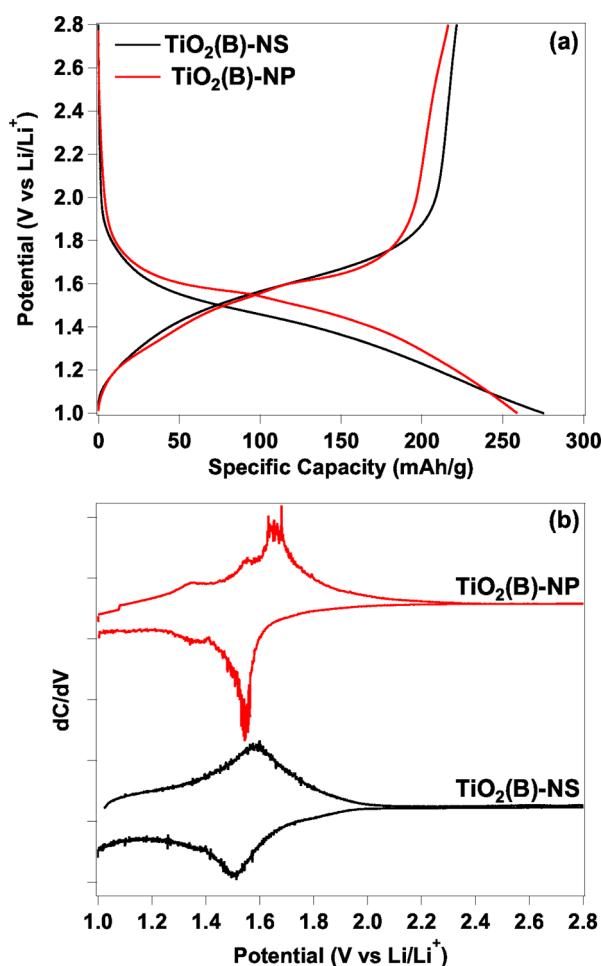 (a)
TiO₂(B)-NS
TiO₂(B)-NP
Potential (V vs Li/Li⁺)
2.8
2.6
2.4
2.2
2.0
1.8
1.6
1.4
1.2
1.0
0 50 100 150 200 250 300
Specific Capacity (mAh/g)
(b)
TiO₂(B)-NP
dC/dV
TiO₂(B)-NS
1.0 1.2 1.4 1.6 1.8 2.0 2.2 2.4 2.6 2.8
Potential (V vs Li/Li⁺)